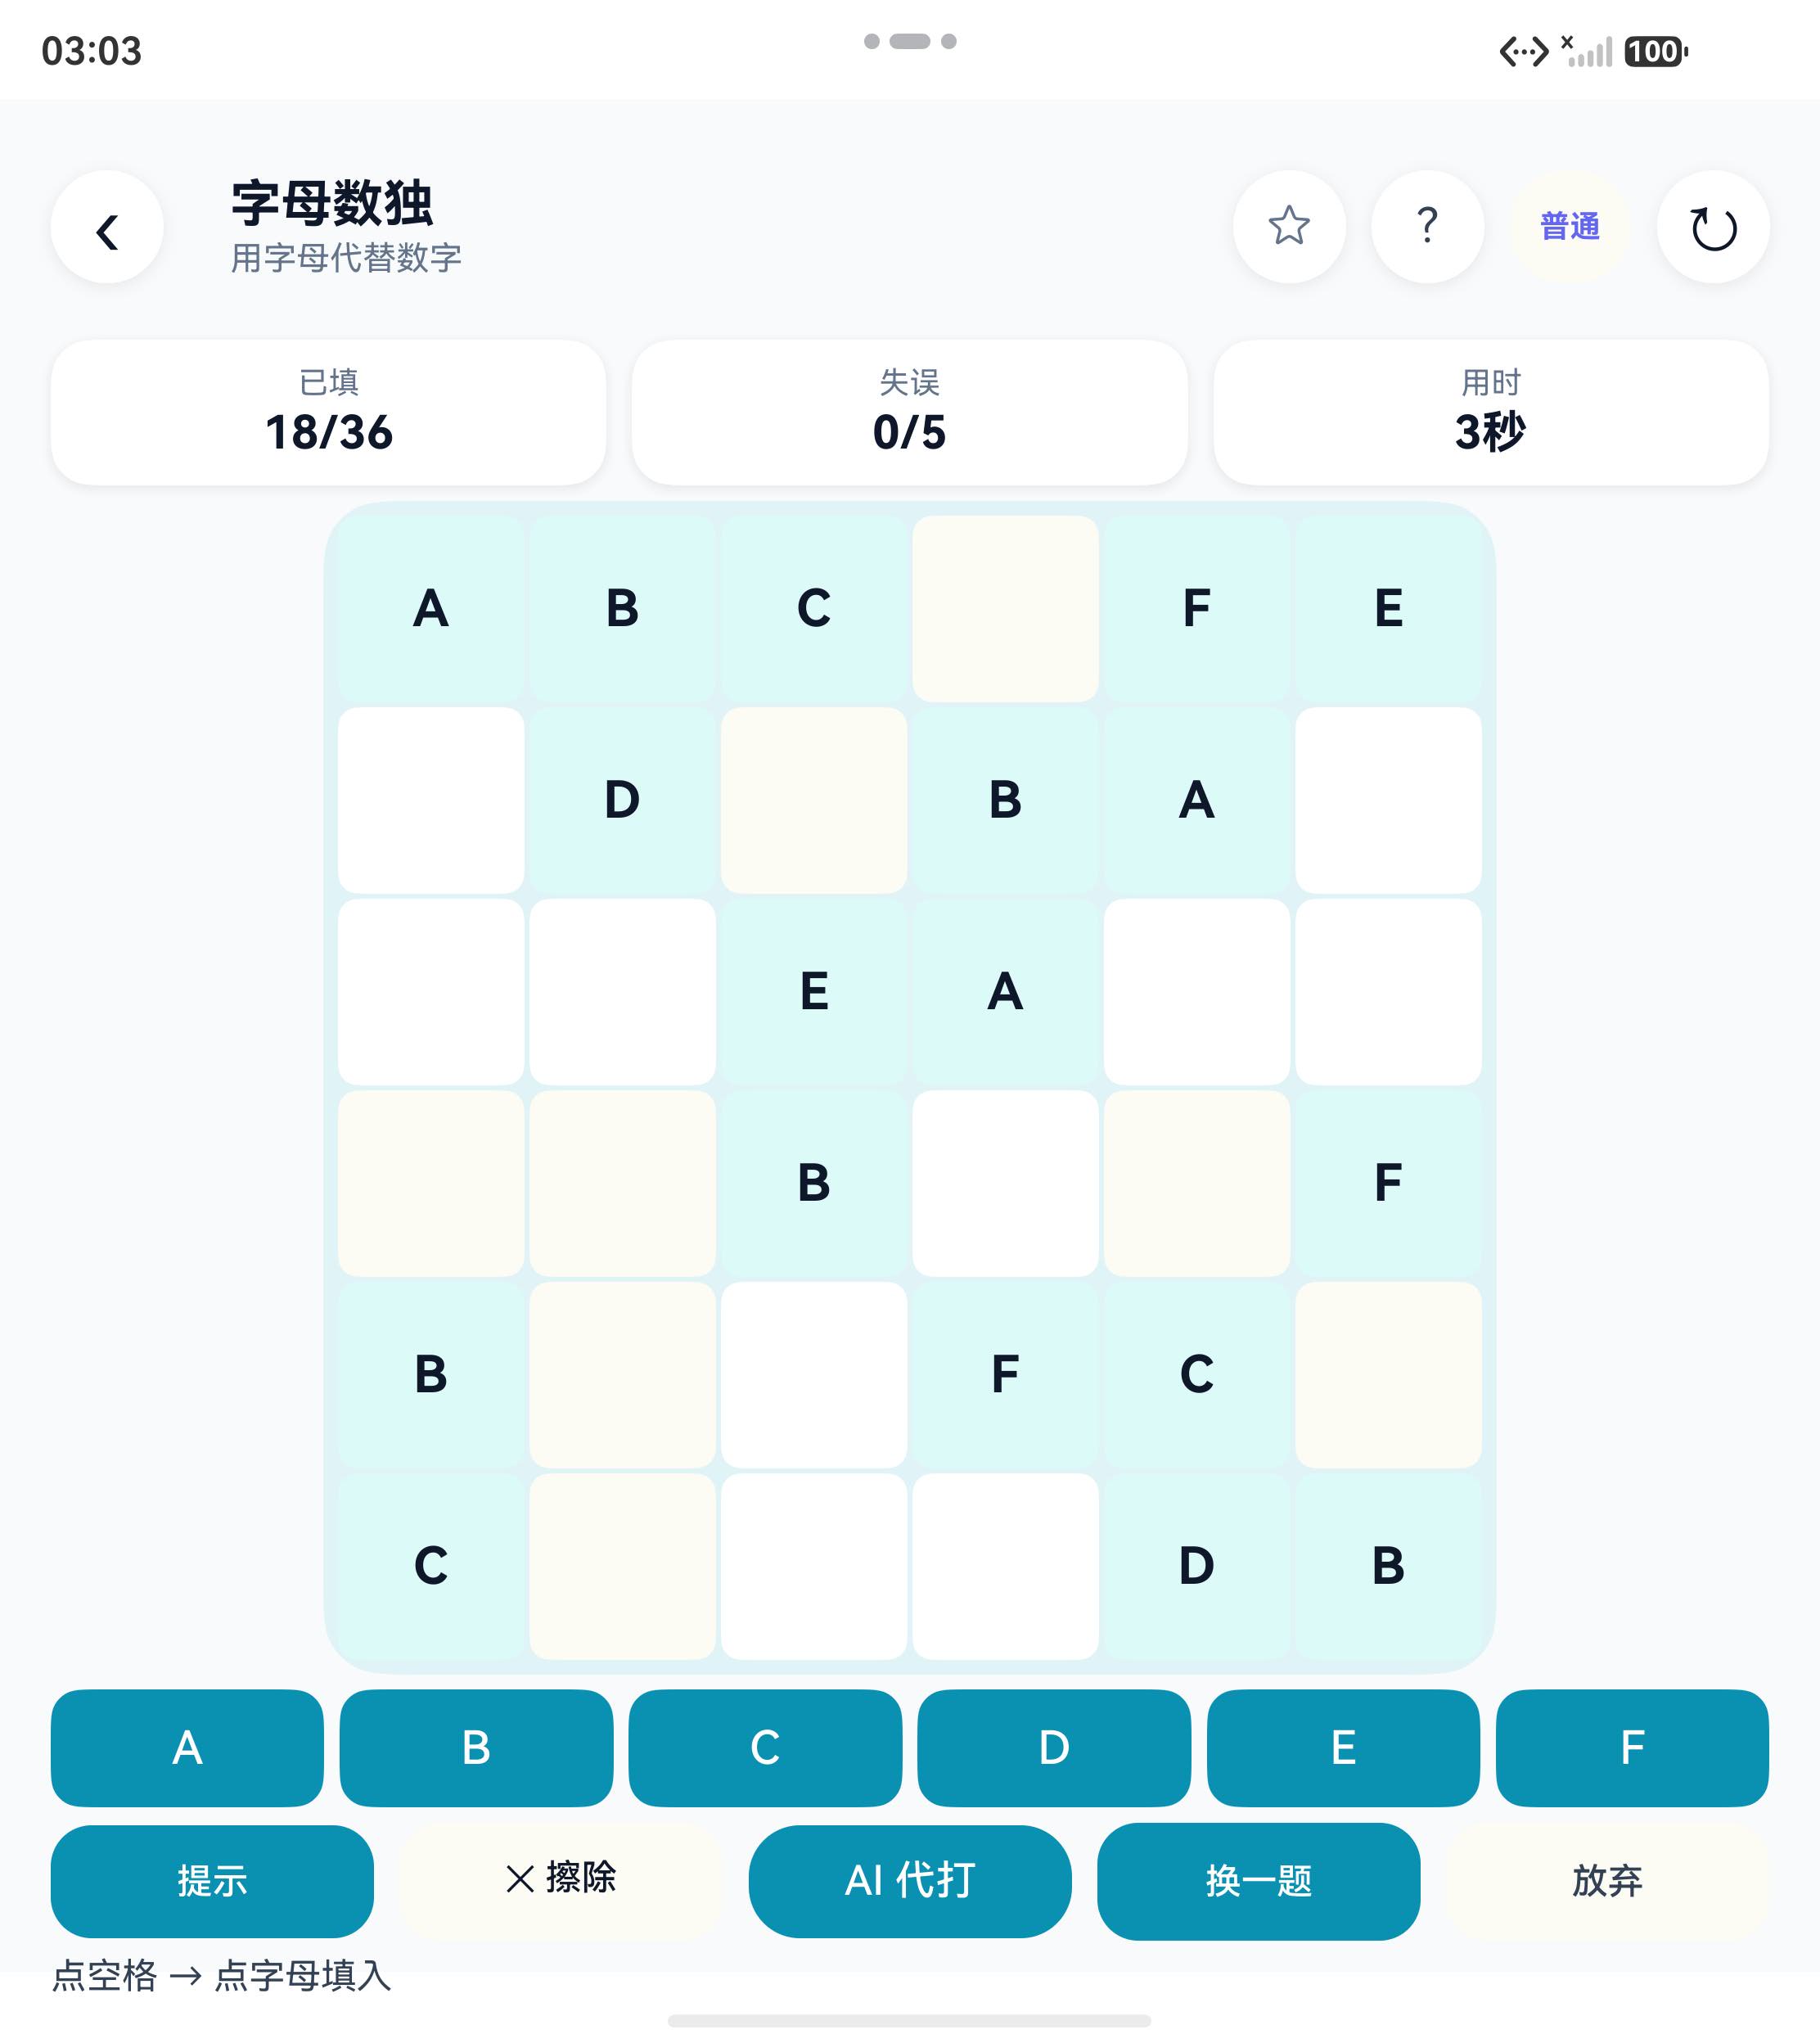 03:03
100
字母数独
用字母代替数字
?
普通
已填
18/36
失误
0/5
用时
3秒
A B C F E
D B A
E A
B F
B F C
C D B
A B C D E F
提示
× 擦除
AI 代打
换一题
放弃
点空格 → 点字母填入